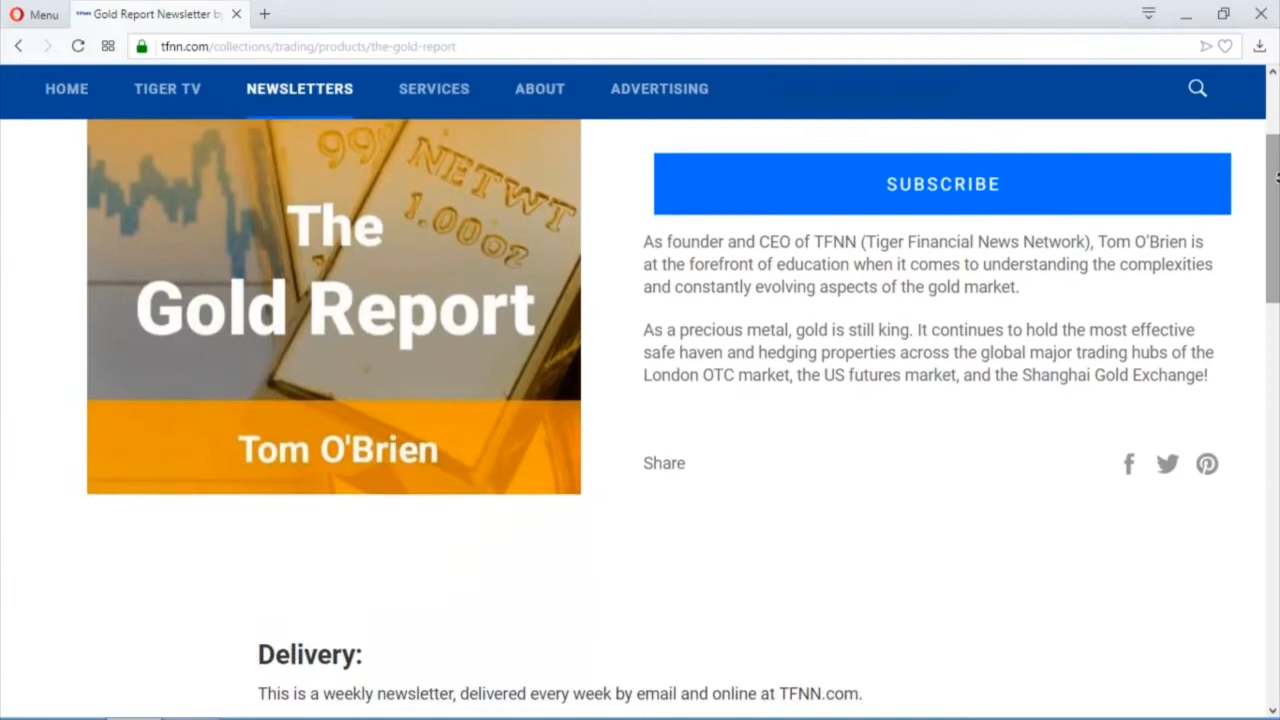 Menu
Gold Report Newsletter by
tfnn.com/collections/trading/products/the-gold-report
HOME TIGER TV NEWSLETTERS SERVICES ABOUT ADVERTISING
999
NETWT
1.00oz
The
Gold Report
Tom O'Brien
SUBSCRIBE
As founder and CEO of TFNN (Tiger Financial News Network), Tom O'Brien is
at the forefront of education when it comes to understanding the complexities
and constantly evolving aspects of the gold market.
As a precious metal, gold is still king. It continues to hold the most effective
safe haven and hedging properties across the global major trading hubs of the
London OTC market, the US futures market, and the Shanghai Gold Exchange!
Share
Delivery:
This is a weekly newsletter, delivered every week by email and online at TFNN.com.